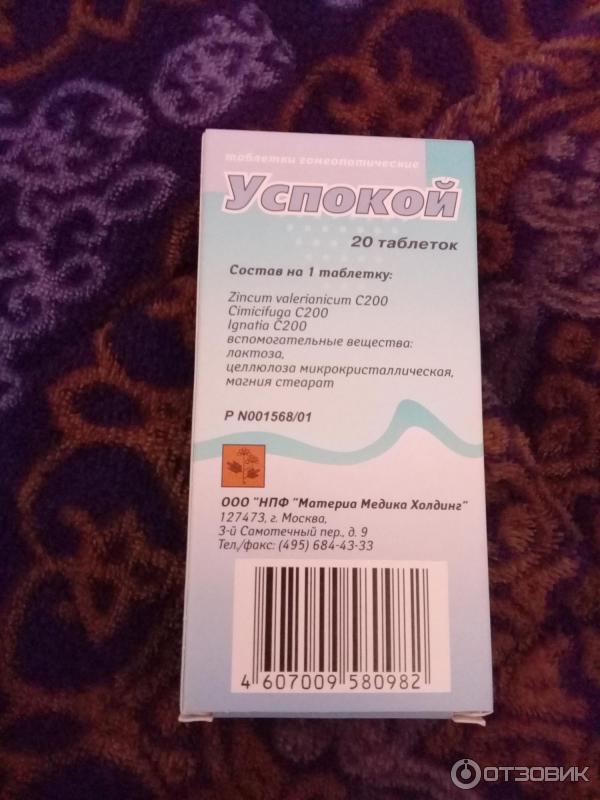 таблетки гомеопатические
Успокой
20 таблеток
Состав на 1 таблетку:
Zincum valerianicum C200
Cimicifuga C200
Ignatia C200
вспомогательные вещества:
лактоза,
целлюлоза микрокристаллическая,
магния стеарат
Р N001568/01
ООО "НПФ "Материа Медика Холдинг"
127473, г. Москва,
3-й Самотечный пер., д. 9
Тел./факс: (495) 684-43-33
4 607009 580982
ОТЗОВИК